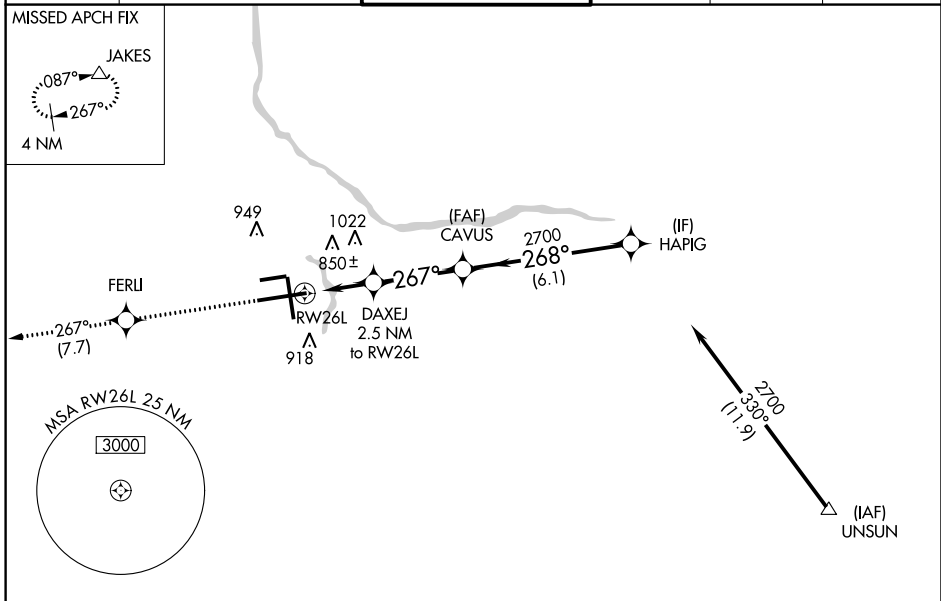 MISSED APCH FIX
JAKES
087°
267°
4 NM
949
1022
850±
(FAF)
CAVUS
2700
268°
(6.1)
(IF)
HAPIG
267°
FERLI
RW26L
DAXEJ
2.5 NM
to RW26L
918
267°
(7.7)
2700
330°
(11.9)
(IAF)
UNSUN
MSA RW26L 25 NM
3000